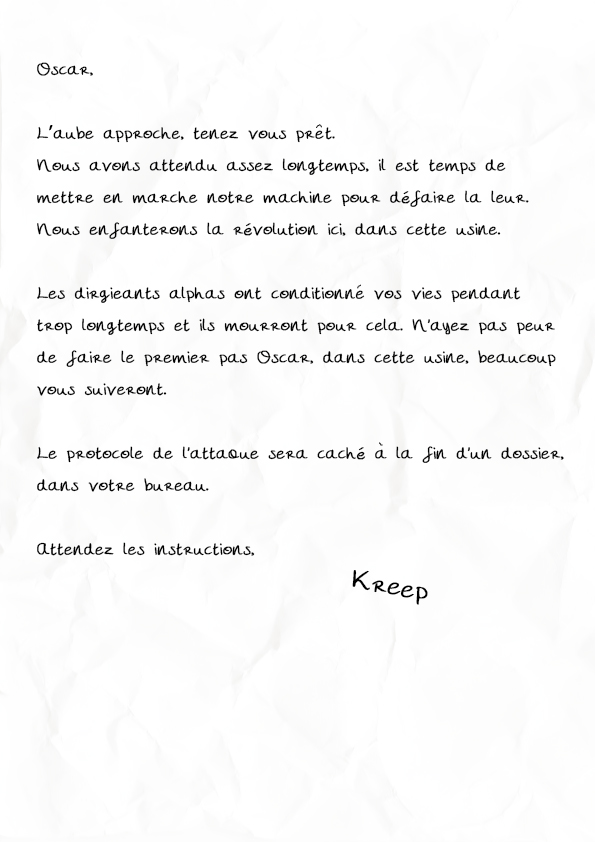 Oscar,
L'aube approche, tenez vous prêt.
Nous avons attendu assez longtemps, il est temps de
mettre en marche notre machine pour défaire la leur.
Nous enfanterons la révolution ici, dans cette usine.
Les dirgieants alphas ont conditionné vos vies pendant
trop longtemps et ils mourront pour cela. N'ayez pas peur
de faire le premier pas Oscar, dans cette usine, beaucoup
vous suiveront.
Le protocole de l'attaque sera caché à la fin d'un dossier,
dans votre bureau.
Attendez les instructions,
Kreep